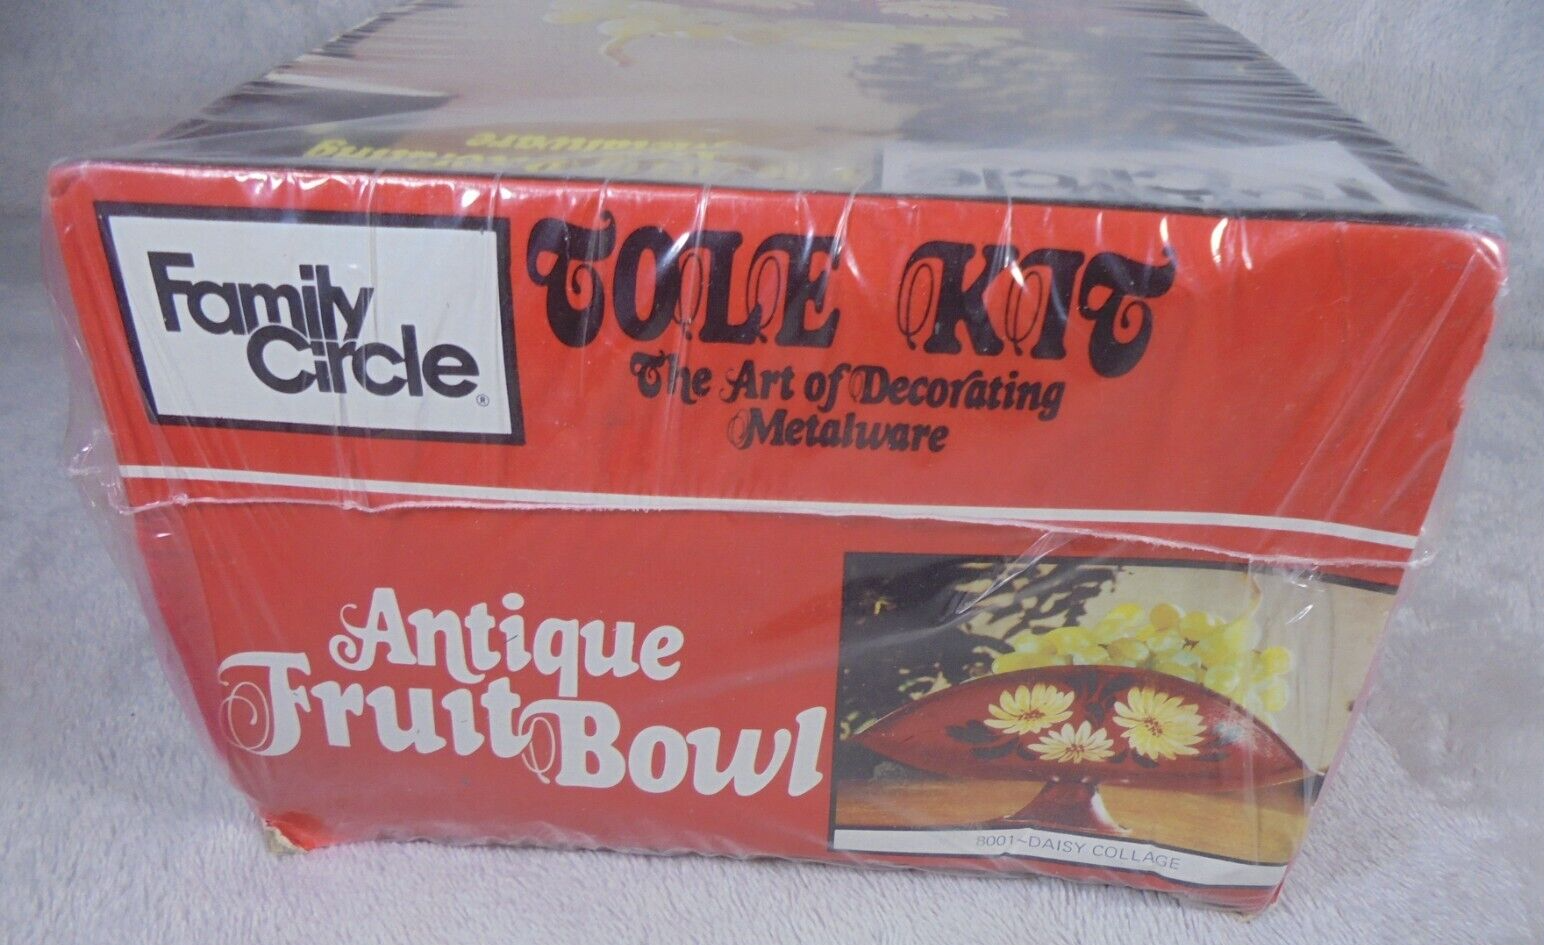 Family
Circle®
TOLE KIT
The Art of Decorating
Metalware
Antique
Fruit Bowl
8001~DAISY COLLAGE